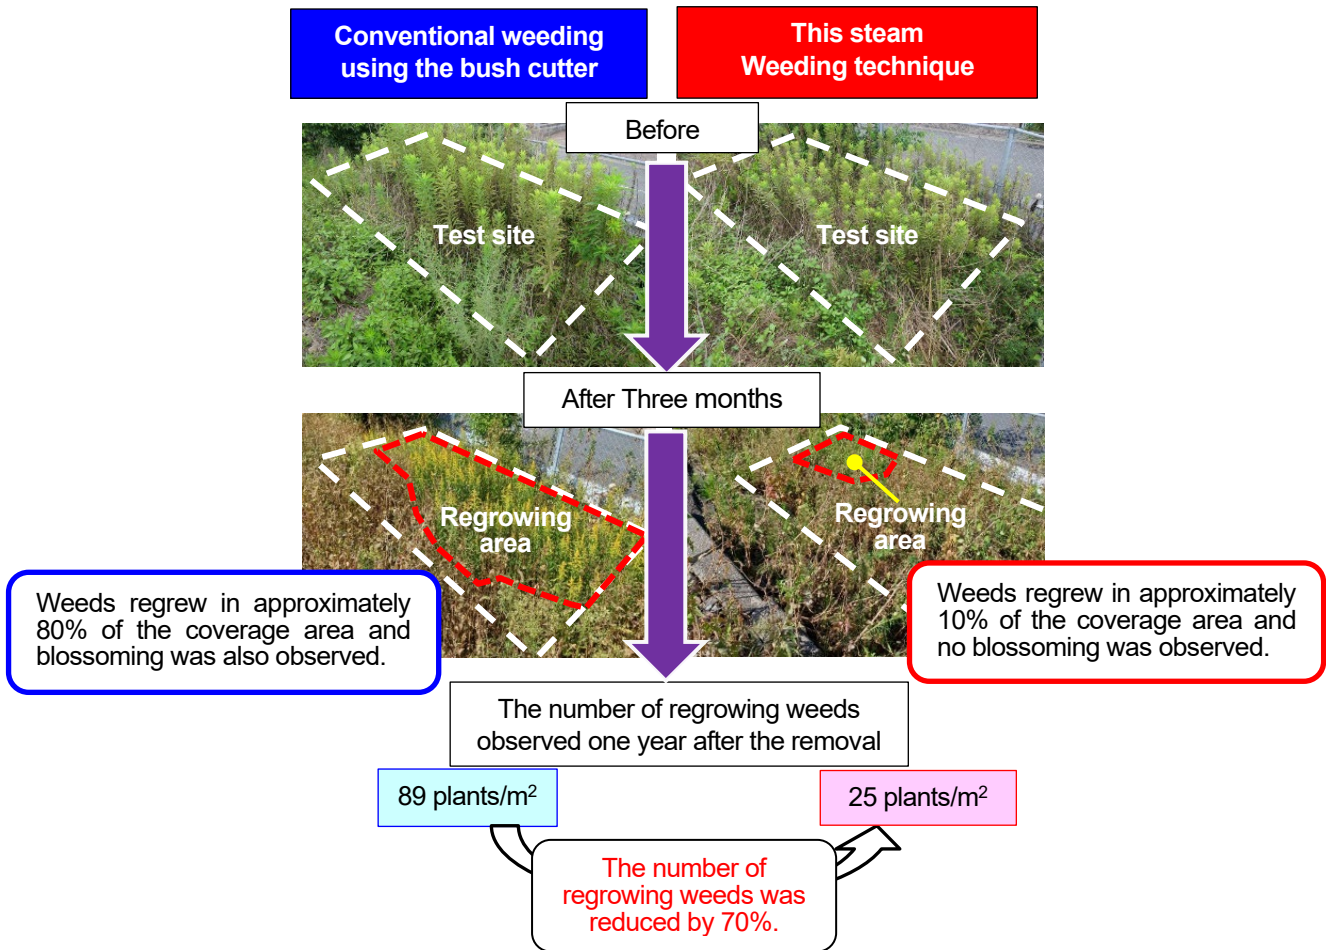 Conventional weeding
using the bush cutter
This steam
Weeding technique
Before
Test site
Test site
After Three months
Regrowing
area
Regrowing
area
Weeds regrew in approximately
80% of the coverage area and
blossoming was also observed.
Weeds regrew in approximately
10% of the coverage area and
no blossoming was observed.
The number of regrowing weeds
observed one year after the removal
89 plants/m²
25 plants/m²
The number of
regrowing weeds was
reduced by 70%.